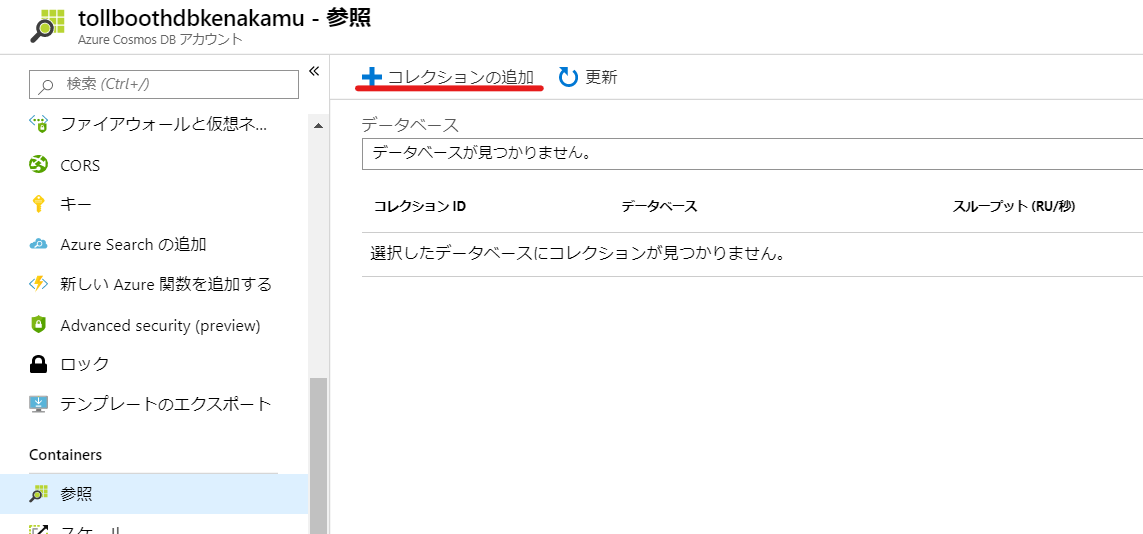 tollboothdbkenakamu - 参照
Azure Cosmos DB アカウント
検索 (Ctrl+/)
«
ファイアウォールと仮想ネ...
CORS
キー
Azure Search の追加
新しい Azure 関数を追加する
Advanced security (preview)
ロック
テンプレートのエクスポート
Containers
参照
スケール
コレクションの追加
更新
データベース
データベースが見つかりません。
コレクション ID データベース スループット (RU/秒)
選択したデータベースにコレクションが見つかりません。